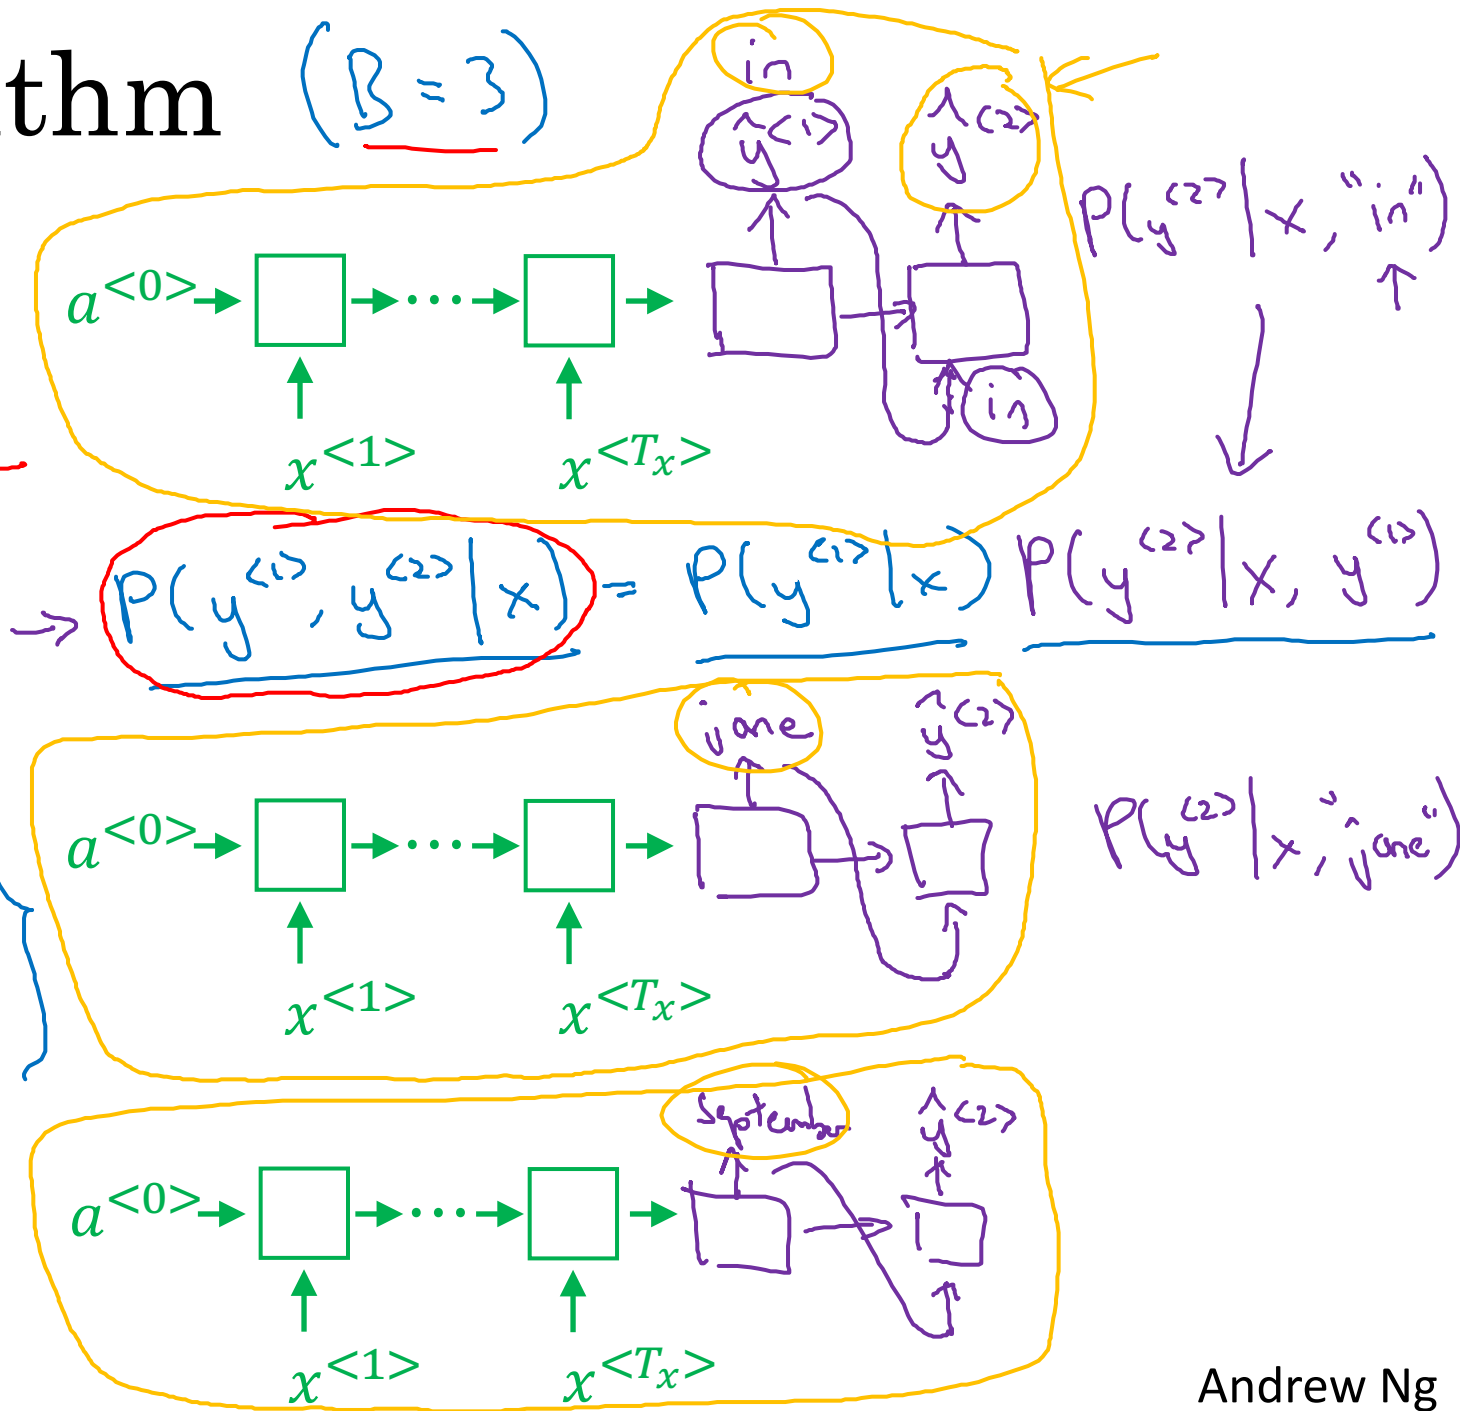 ithm (B = 3)
in
ŷ<1> ŷ<2>
P(y<2>|x, "in")
a<0> ...
in
x<1> x<Tx>
P(y<1>, y<2>|x) = P(y<1>|x) P(y<2>|x, y<1>)
jane ŷ<2>
a<0> ... P(y<2>|x, "jane")
x<1> x<Tx>
September ŷ<2>
a<0> ...
x<1> x<Tx>
Andrew Ng